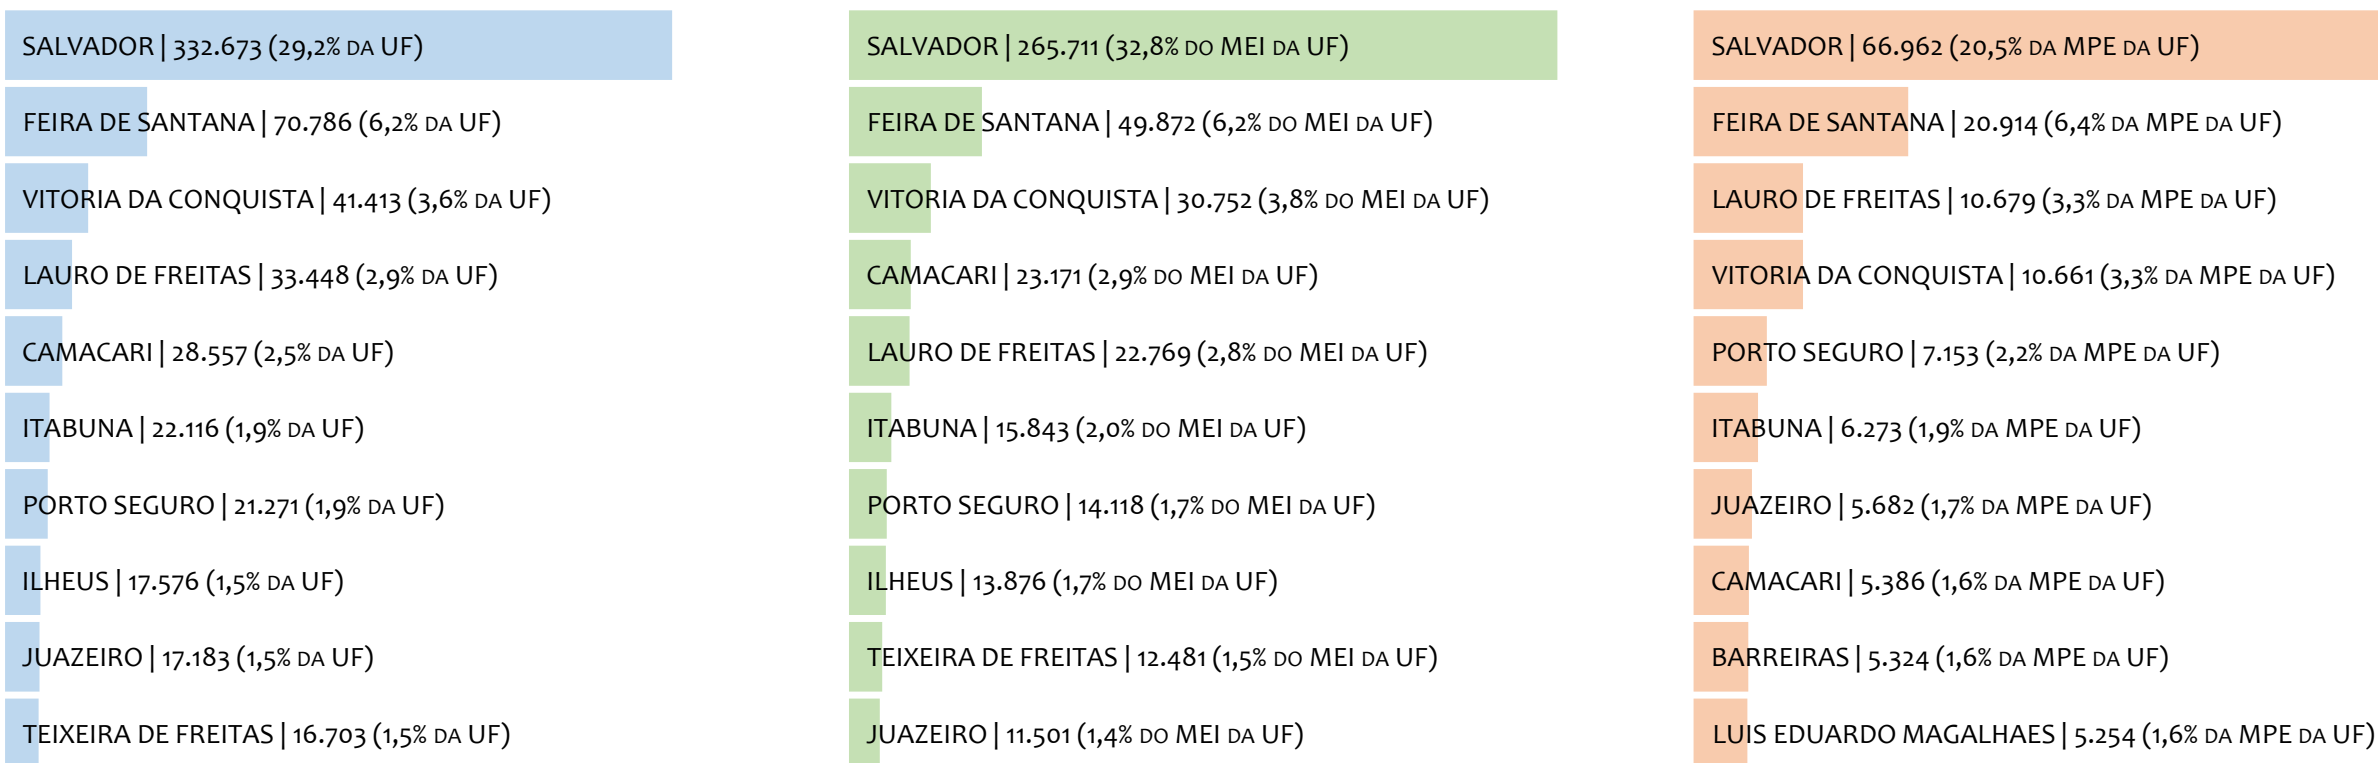 SALVADOR | 332.673 (29,2% DA UF)
FEIRA DE SANTANA | 70.786 (6,2% DA UF)
VITORIA DA CONQUISTA | 41.413 (3,6% DA UF)
LAURO DE FREITAS | 33.448 (2,9% DA UF)
CAMACARI | 28.557 (2,5% DA UF)
ITABUNA | 22.116 (1,9% DA UF)
PORTO SEGURO | 21.271 (1,9% DA UF)
ILHEUS | 17.576 (1,5% DA UF)
JUAZEIRO | 17.183 (1,5% DA UF)
TEIXEIRA DE FREITAS | 16.703 (1,5% DA UF)
SALVADOR | 265.711 (32,8% DO MEI DA UF)
FEIRA DE SANTANA | 49.872 (6,2% DO MEI DA UF)
VITORIA DA CONQUISTA | 30.752 (3,8% DO MEI DA UF)
CAMACARI | 23.171 (2,9% DO MEI DA UF)
LAURO DE FREITAS | 22.769 (2,8% DO MEI DA UF)
ITABUNA | 15.843 (2,0% DO MEI DA UF)
PORTO SEGURO | 14.118 (1,7% DO MEI DA UF)
ILHEUS | 13.876 (1,7% DO MEI DA UF)
TEIXEIRA DE FREITAS | 12.481 (1,5% DO MEI DA UF)
JUAZEIRO | 11.501 (1,4% DO MEI DA UF)
SALVADOR | 66.962 (20,5% DA MPE DA UF)
FEIRA DE SANTANA | 20.914 (6,4% DA MPE DA UF)
LAURO DE FREITAS | 10.679 (3,3% DA MPE DA UF)
VITORIA DA CONQUISTA | 10.661 (3,3% DA MPE DA UF)
PORTO SEGURO | 7.153 (2,2% DA MPE DA UF)
ITABUNA | 6.273 (1,9% DA MPE DA UF)
JUAZEIRO | 5.682 (1,7% DA MPE DA UF)
CAMACARI | 5.386 (1,6% DA MPE DA UF)
BARREIRAS | 5.324 (1,6% DA MPE DA UF)
LUIS EDUARDO MAGALHAES | 5.254 (1,6% DA MPE DA UF)